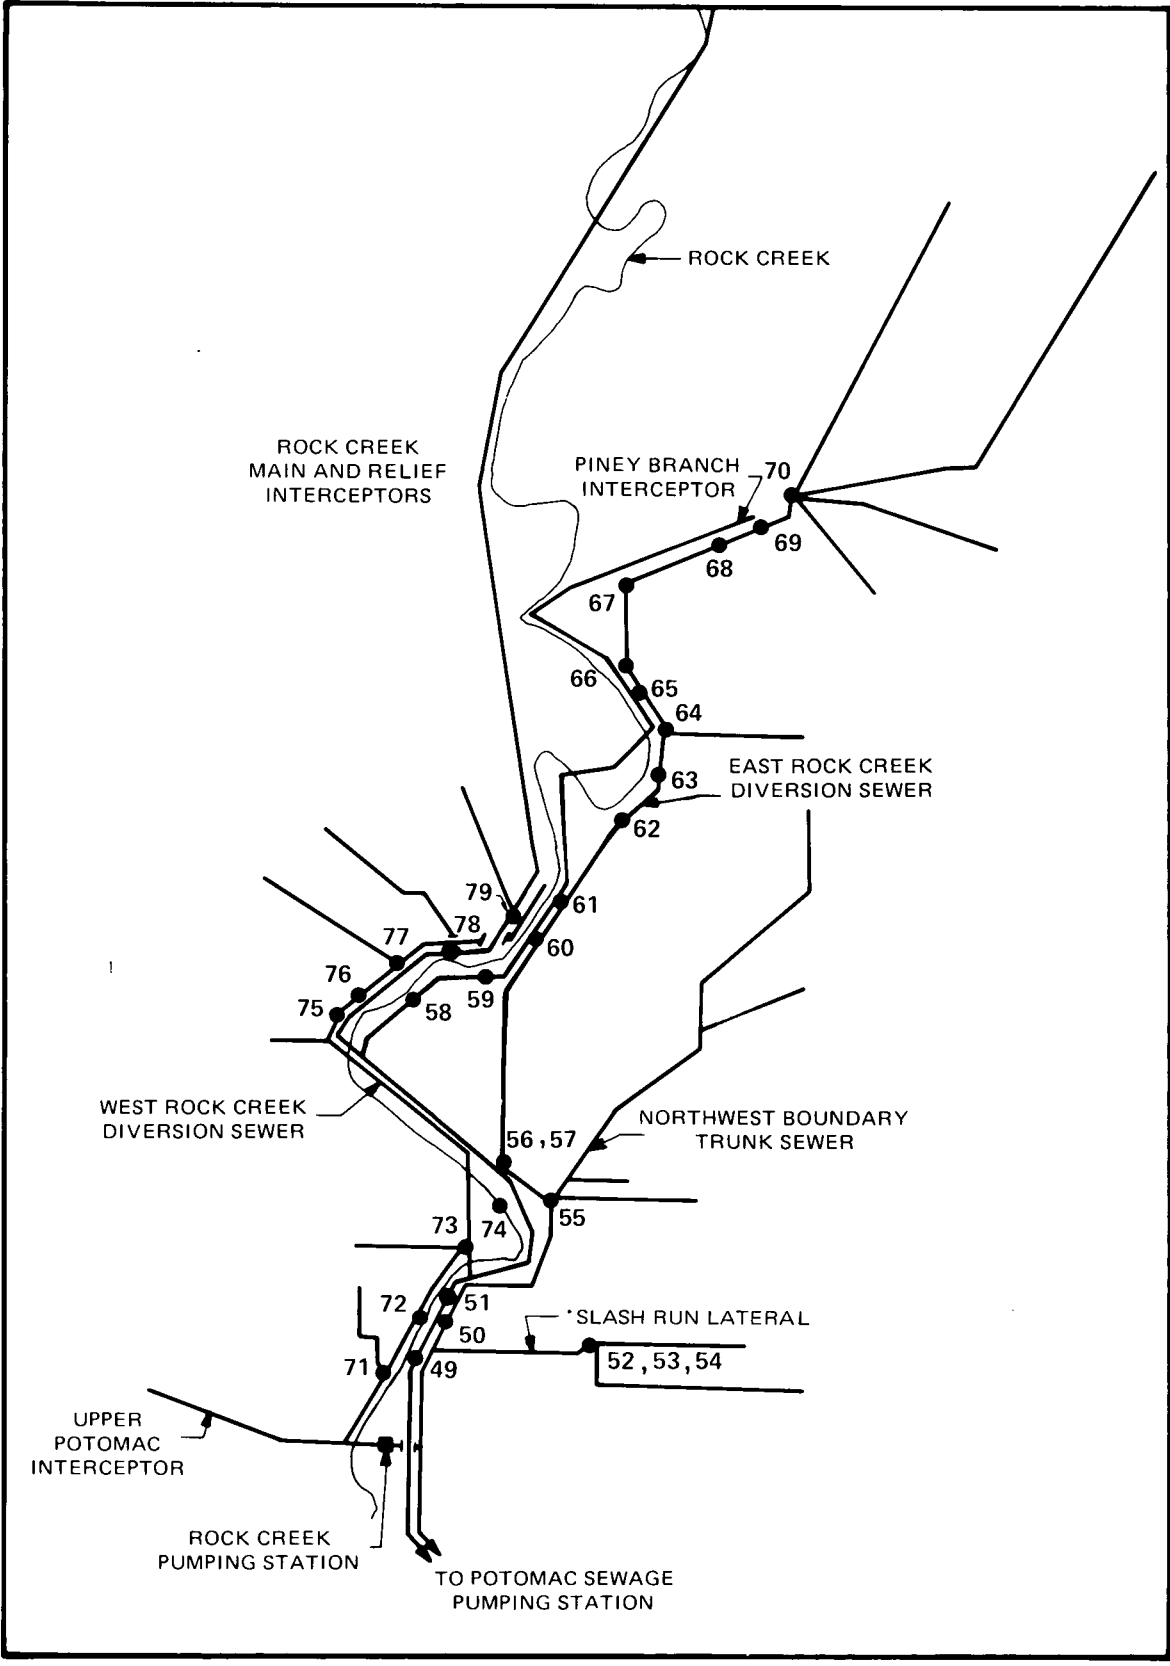 ROCK CREEK
ROCK CREEK
MAIN AND RELIEF
INTERCEPTORS
PINEY BRANCH
INTERCEPTOR
70
69
68
67
66
65
64
EAST ROCK CREEK
DIVERSION SEWER
63
62
79
61
78
60
77
76
59
75
58
WEST ROCK CREEK
DIVERSION SEWER
NORTHWEST BOUNDARY
TRUNK SEWER
56,57
55
74
73
51
72
SLASH RUN LATERAL
50
52,53,54
49
71
UPPER
POTOMAC
INTERCEPTOR
ROCK CREEK
PUMPING STATION
TO POTOMAC SEWAGE
PUMPING STATION